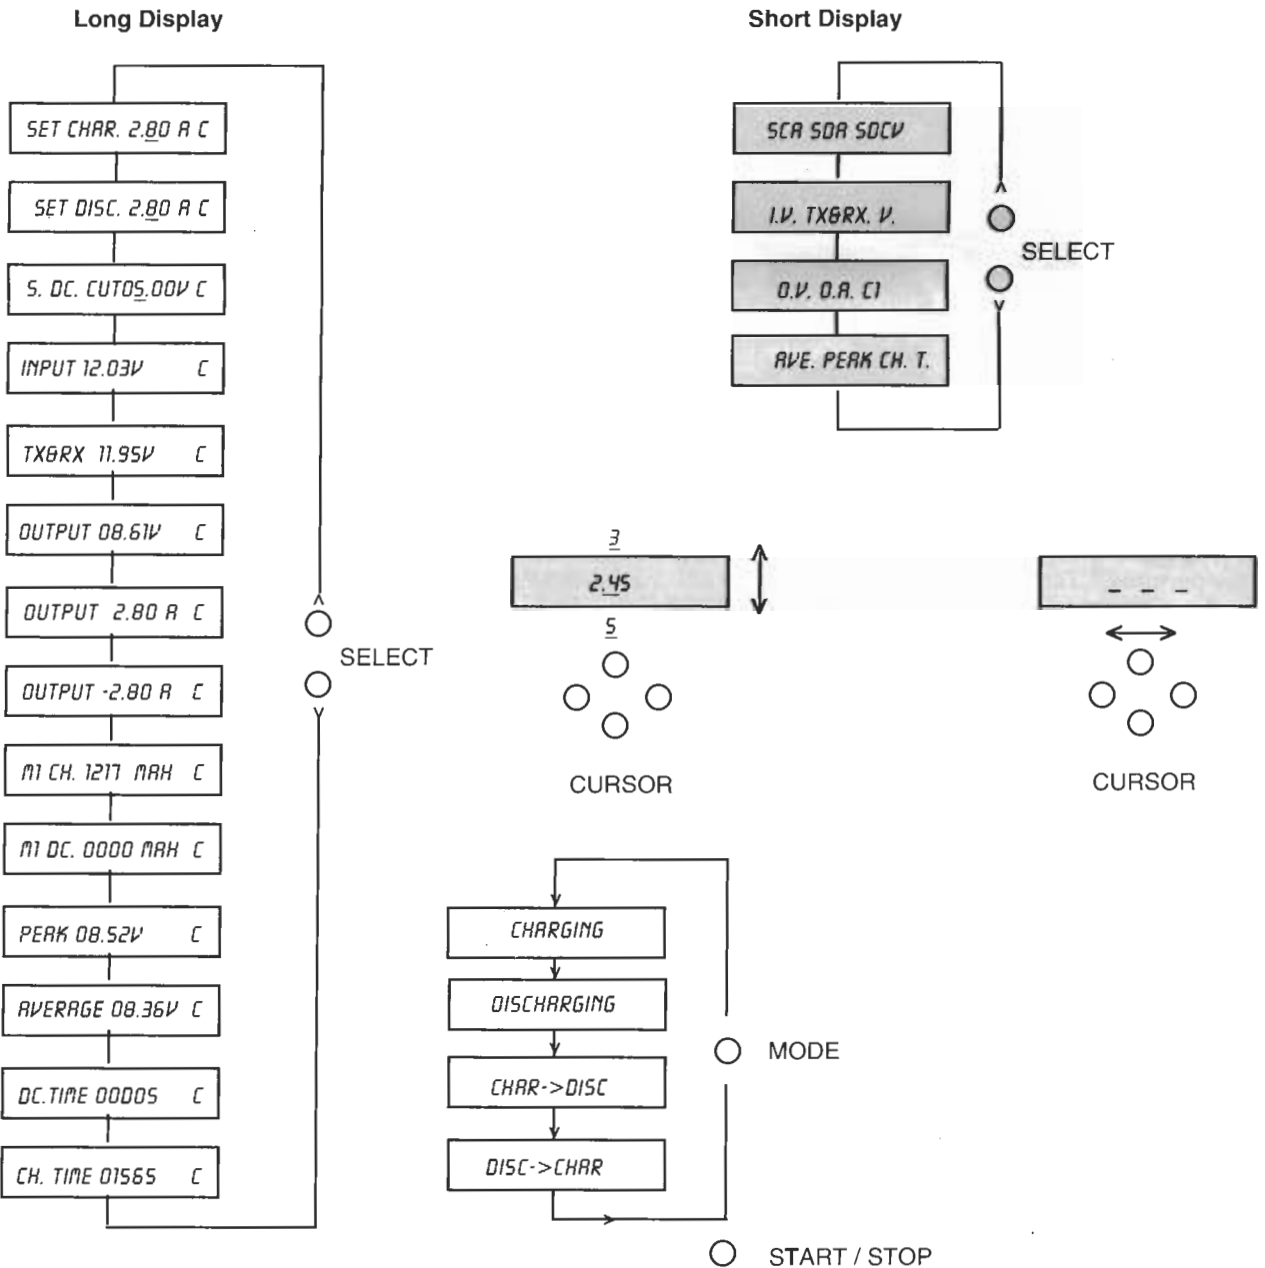 Long Display
SET CHAR. 2.80 A C
SET DISC. 2.80 A C
S. DC. CUT05.00V C
INPUT 12.03V C
TX&RX 11.95V C
OUTPUT 08.61V C
OUTPUT 2.80 A C
OUTPUT -2.80 A C
M1 CH. 1217 MAH C
M1 DC. 0000 MAH C
PEAK 08.52V C
AVERAGE 08.36V C
DC.TIME 00D0S C
CH. TIME 01565 C
SELECT
Short Display
SCA SDA SDCV
I.V. TX&RX. V.
O.V. O.A. C1
AVE. PEAK CH. T.
SELECT
3
2.45
5
CURSOR
_ _ _
CURSOR
CHARGING
DISCHARGING
CHAR->DISC
DISC->CHAR
MODE
START / STOP